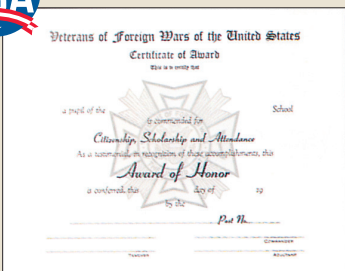 Veterans of Foreign Wars of the United States
Certificate of Award
This is to certify that
a pupil of the School
is commended for
Citizenship, Scholarship and Attendance
As a testimonial in recognition of these accomplishments, this
Award of Honor
is conferred, this day of 19
by the
Post No.
Commander
Teacher Adjutant